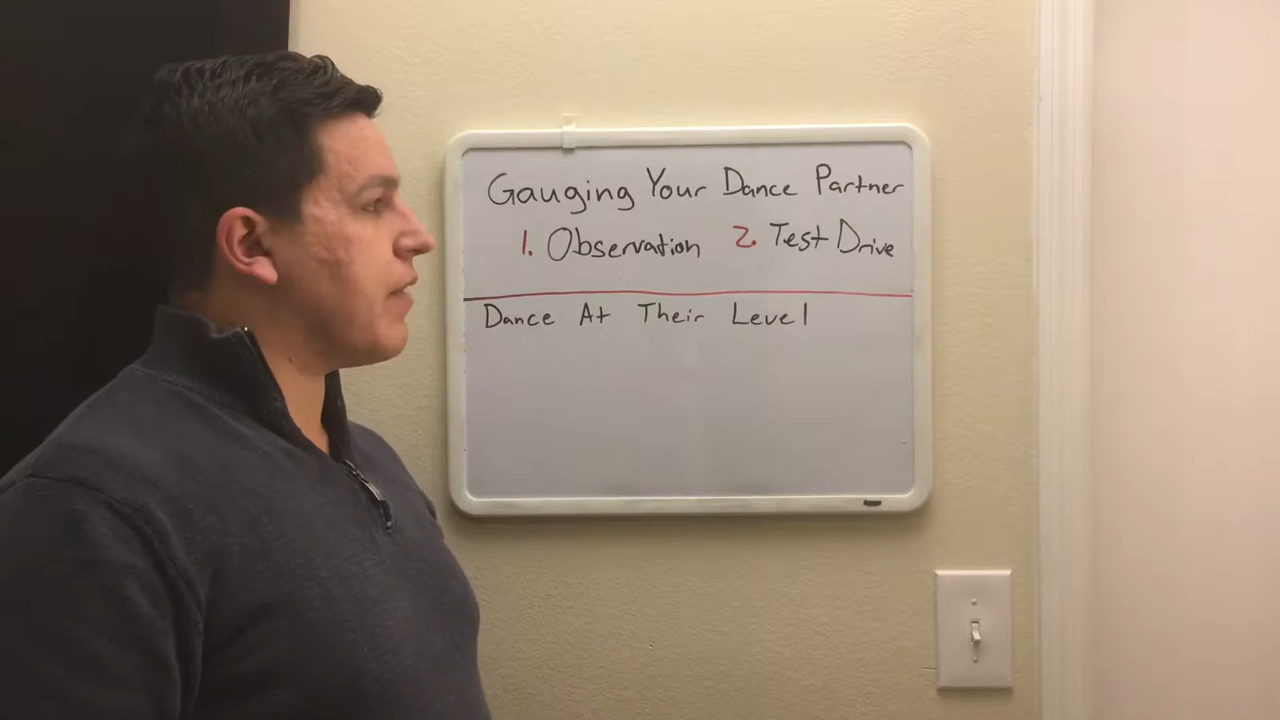 Gauging Your Dance Partner
1. Observation 2. Test Drive
Dance At Their Level